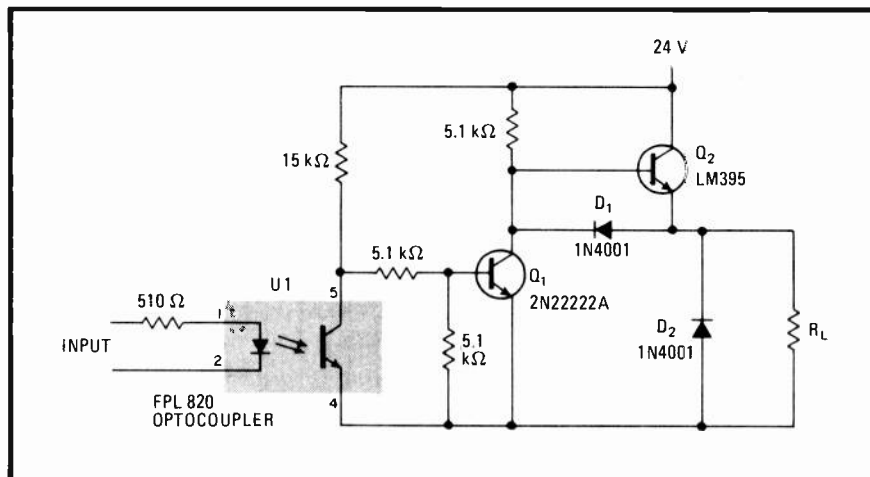 24 V
5.1 kΩ
15 kΩ
Q2
LM395
D1
1N4001
5.1 kΩ
Q1
2N22222A
U1
5
510 Ω
1
INPUT
2
5.1
kΩ
D2
1N4001
RL
4
FPL 820
OPTOCOUPLER